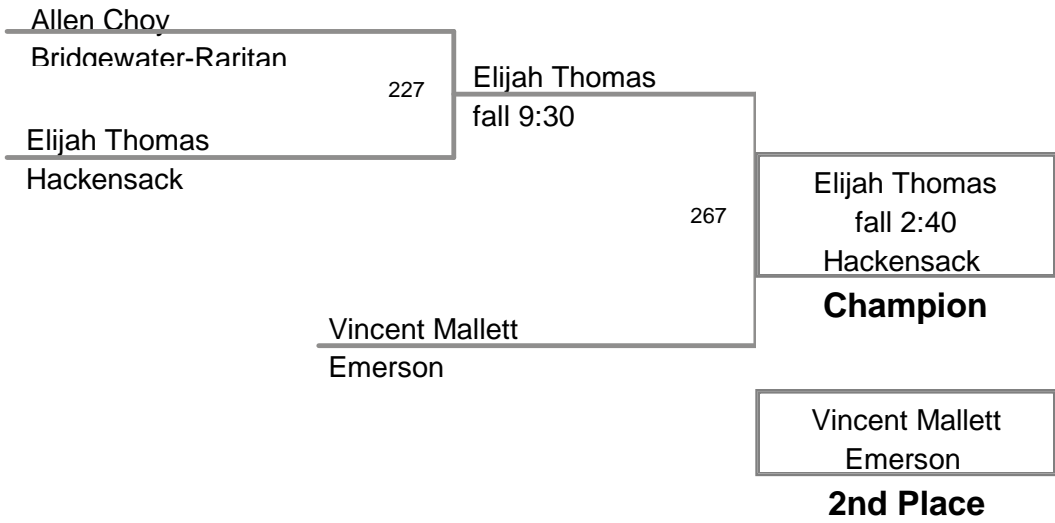 Allen Choy
Bridgewater-Raritan
227
Elijah Thomas
fall 9:30
Elijah Thomas
Hackensack
267
Elijah Thomas
fall 2:40
Hackensack
Champion
Vincent Mallett
Emerson
Vincent Mallett
Emerson
2nd Place